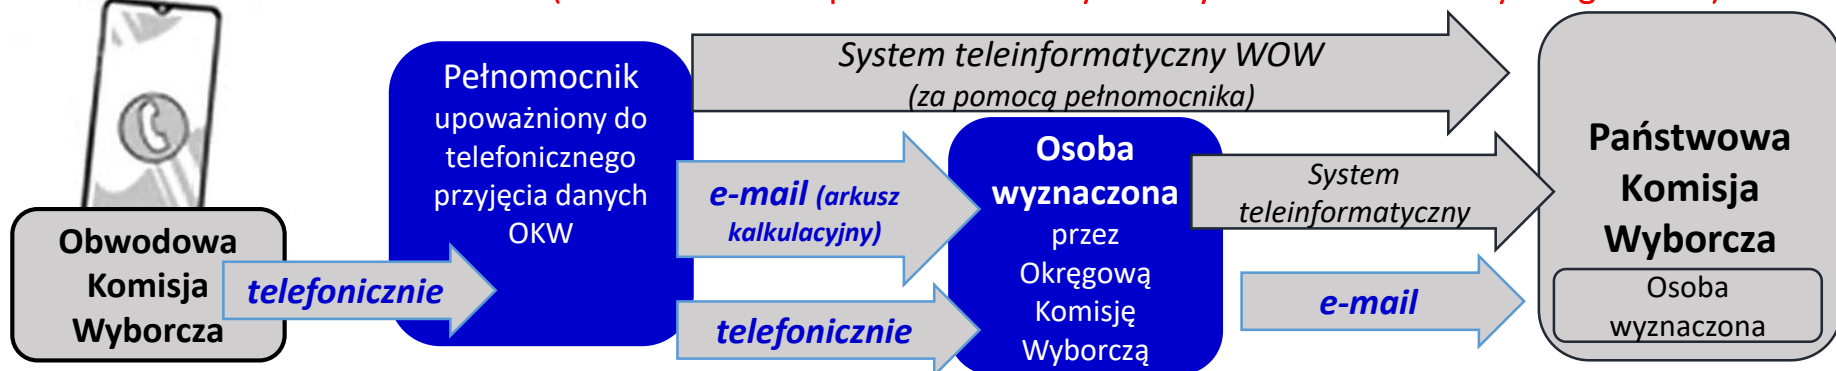 System teleinformatyczny WOW
(za pomocą pełnomocnika)
Pełnomocnik
upoważniony do
telefonicznego
przyjęcia danych
OKW
Osoba
wyznaczona
przez
Okręgową
Komisję
Wyborczą
System
teleinformatyczny
Państwowa
Komisja
Wyborcza
Osoba
wyznaczona
e-mail (arkusz
kalkulacyjny)
Obwodowa
Komisja
Wyborcza
telefonicznie
telefonicznie
e-mail